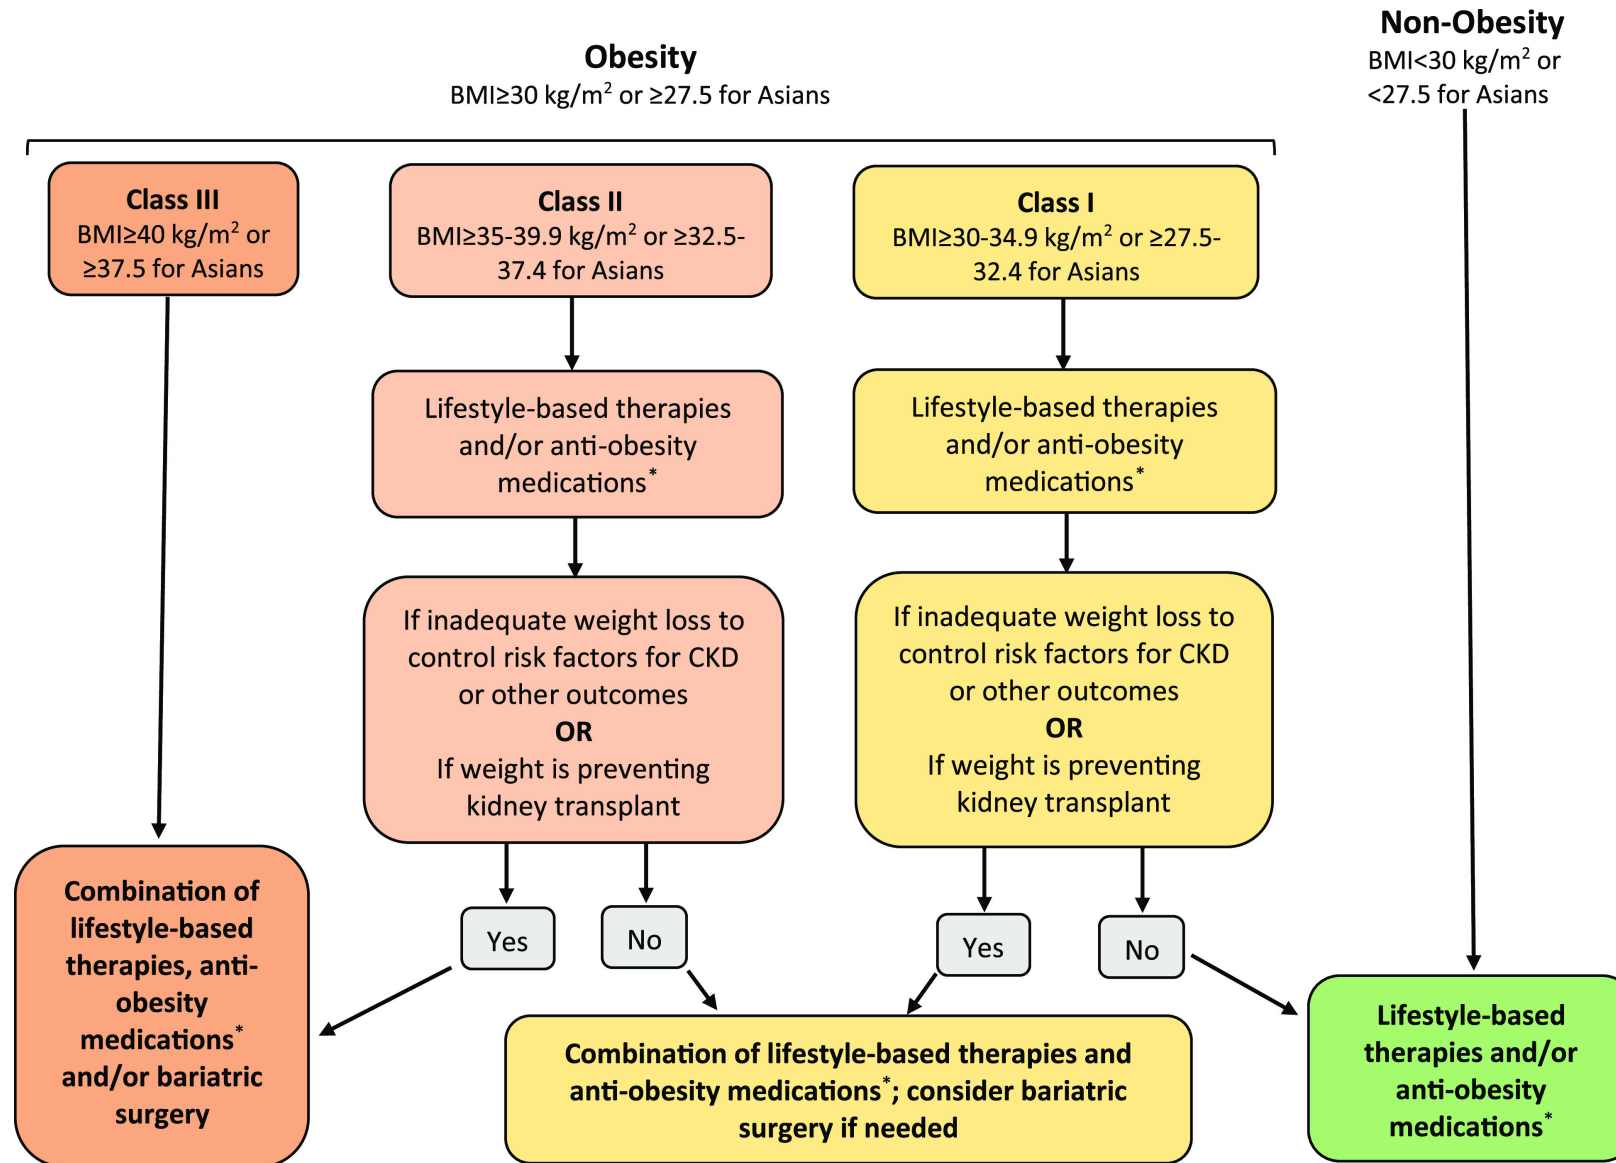 Non-Obesity
BMI<30 kg/m² or
<27.5 for Asians
Obesity
BMI≥30 kg/m² or ≥27.5 for Asians
Class III
BMI≥40 kg/m² or
≥37.5 for Asians
Class II
BMI≥35-39.9 kg/m² or ≥32.5-
37.4 for Asians
Class I
BMI≥30-34.9 kg/m² or ≥27.5-
32.4 for Asians
Lifestyle-based therapies
and/or anti-obesity
medications*
Lifestyle-based therapies
and/or anti-obesity
medications*
If inadequate weight loss to
control risk factors for CKD
or other outcomes
OR
If weight is preventing
kidney transplant
If inadequate weight loss to
control risk factors for CKD
or other outcomes
OR
If weight is preventing
kidney transplant
Yes
No
Yes
No
Combination of
lifestyle-based
therapies, anti-
obesity
medications*
and/or bariatric
surgery
Combination of lifestyle-based therapies and
anti-obesity medications*; consider bariatric
surgery if needed
Lifestyle-based
therapies and/or
anti-obesity
medications*